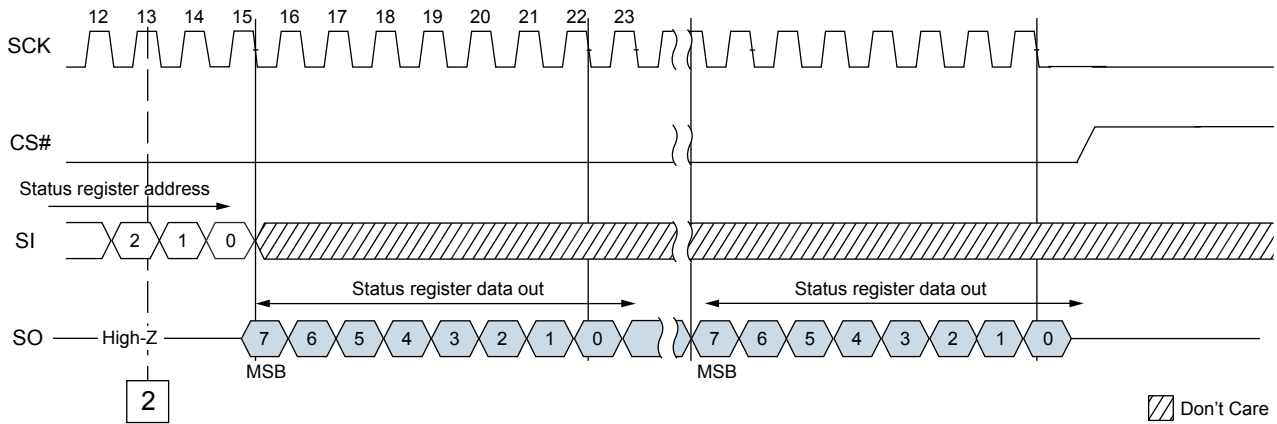 12 13 14 15 16 17 18 19 20 21 22 23
SCK
CS#
Status register address
SI 2 1 0
Status register data out Status register data out
SO High-Z 7 6 5 4 3 2 1 0 7 6 5 4 3 2 1 0
MSB MSB
2
Don't Care